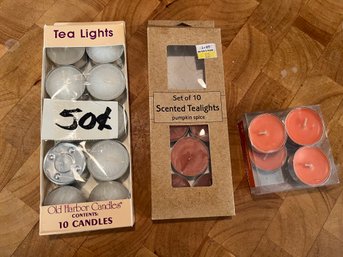 Tea Lights
50¢
Old Harbor Candles®
CONTENTS:
10 CANDLES
Set of 10
Scented Tealights
pumpkin spice